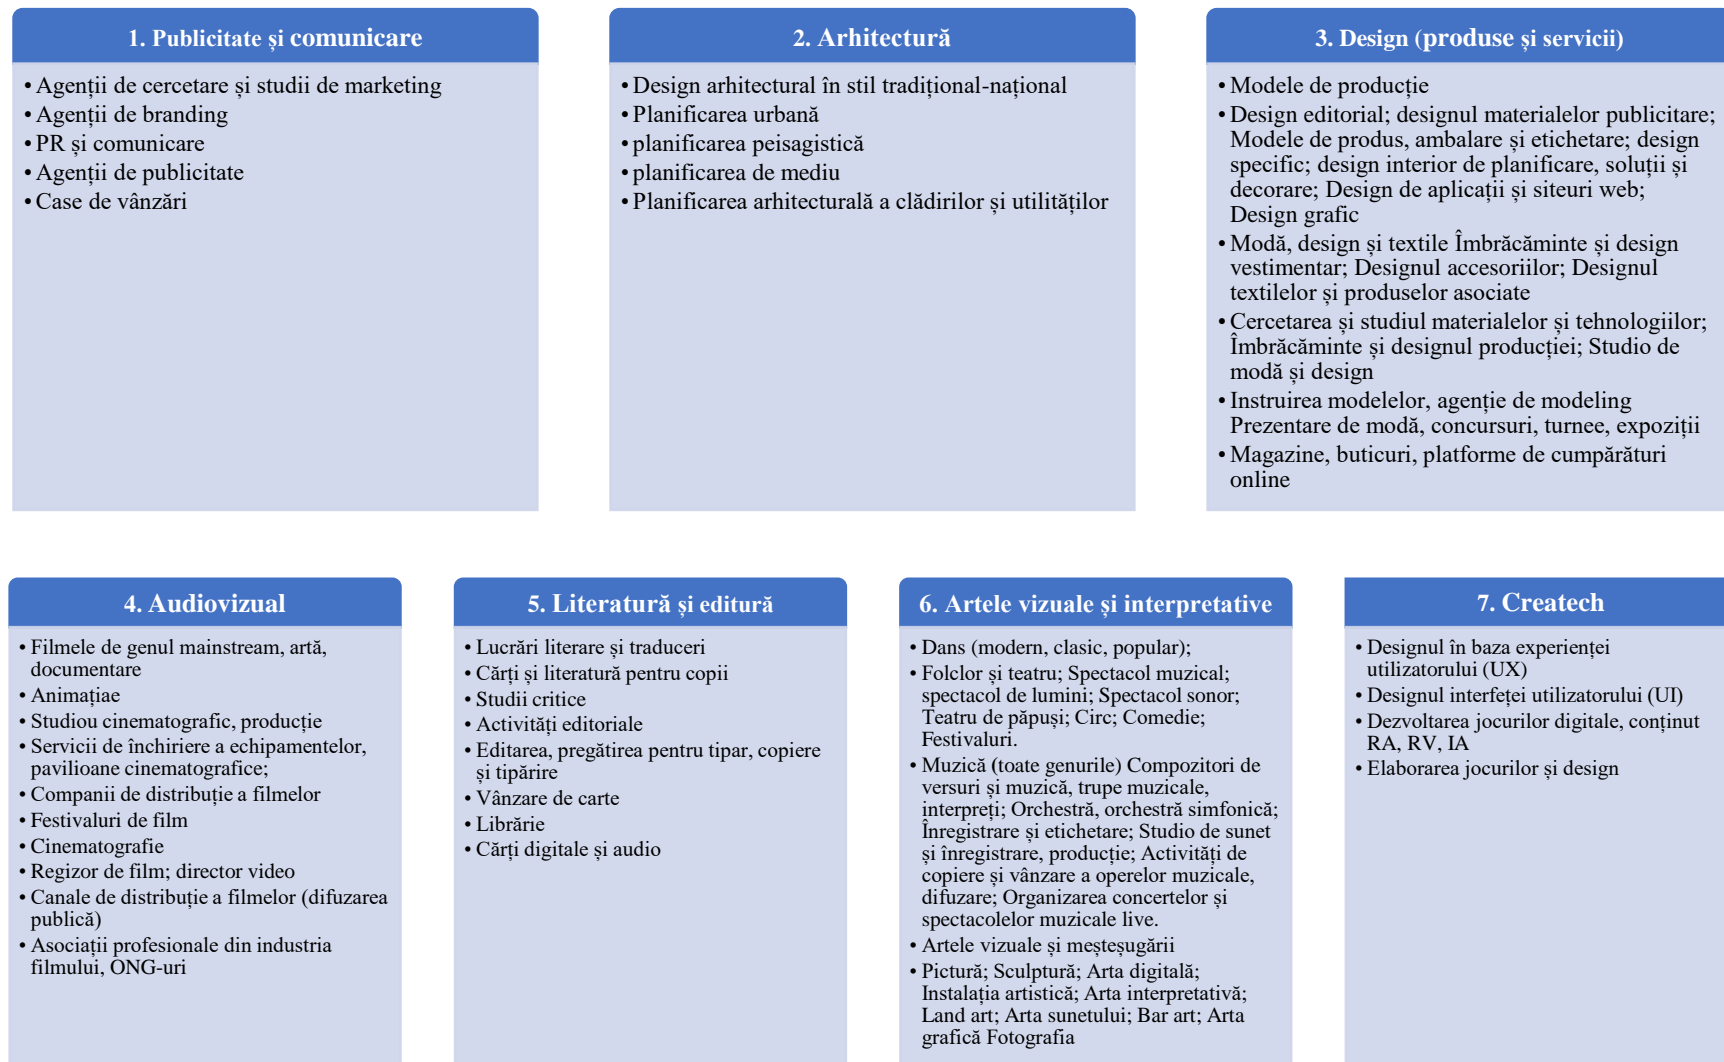 1. Publicitate și comunicare
• Agenții de cercetare și studii de marketing
• Agenții de branding
• PR și comunicare
• Agenții de publicitate
• Case de vânzări
2. Arhitectură
• Design arhitectural în stil tradițional-național
• Planificarea urbană
• planificarea peisagistică
• planificarea de mediu
• Planificarea arhitecturală a clădirilor și utilităților
3. Design (produse și servicii)
• Modele de producție
• Design editorial; designul materialelor publicitare;
Modele de produs, ambalare și etichetare; design
specific; design interior de planificare, soluții și
decorare; Design de aplicații și siteuri web;
Design grafic
• Modă, design și textile Îmbrăcăminte și design
vestimentar; Designul accesoriilor; Designul
textilelor și produselor asociate
• Cercetarea și studiul materialelor și tehnologiilor;
Îmbrăcăminte și designul producției; Studio de
modă și design
• Instruirea modelelor, agenție de modeling
Prezentare de modă, concursuri, turnee, expoziții
• Magazine, buticuri, platforme de cumpărături
online
4. Audiovizual
• Filmele de genul mainstream, artă,
documentare
• Animațiae
• Studiou cinematografic, producție
• Servicii de închiriere a echipamentelor,
pavilioane cinematografice;
• Companii de distribuție a filmelor
• Festivaluri de film
• Cinematografie
• Regizor de film; director video
• Canale de distribuție a filmelor (difuzarea
publică)
• Asociații profesionale din industria
filmului, ONG-uri
5. Literatură și editură
• Lucrări literare și traduceri
• Cărți și literatură pentru copii
• Studii critice
• Activități editoriale
• Editarea, pregătirea pentru tipar, copiere
și tipărire
• Vânzare de carte
• Librărie
• Cărți digitale și audio
6. Artele vizuale și interpretative
• Dans (modern, clasic, popular);
• Folclor și teatru; Spectacol muzical;
spectacol de lumini; Spectacol sonor;
Teatru de păpuși; Circ; Comedie;
Festivaluri.
• Muzică (toate genurile) Compozitori de
versuri și muzică, trupe muzicale,
interpreți; Orchestră, orchestră simfonică;
Înregistrare și etichetare; Studio de sunet
și înregistrare, producție; Activități de
copiere și vânzare a operelor muzicale,
difuzare; Organizarea concertelor și
spectacolelor muzicale live.
• Artele vizuale și meșteșugării
• Pictură; Sculptură; Arta digitală;
Instalația artistică; Arta interpretativă;
Land art; Arta sunetului; Bar art; Arta
grafică Fotografia
7. Createch
• Designul în baza experienței
utilizatorului (UX)
• Designul interfeței utilizatorului (UI)
• Dezvoltarea jocurilor digitale, conținut
RA, RV, IA
• Elaborarea jocurilor și design